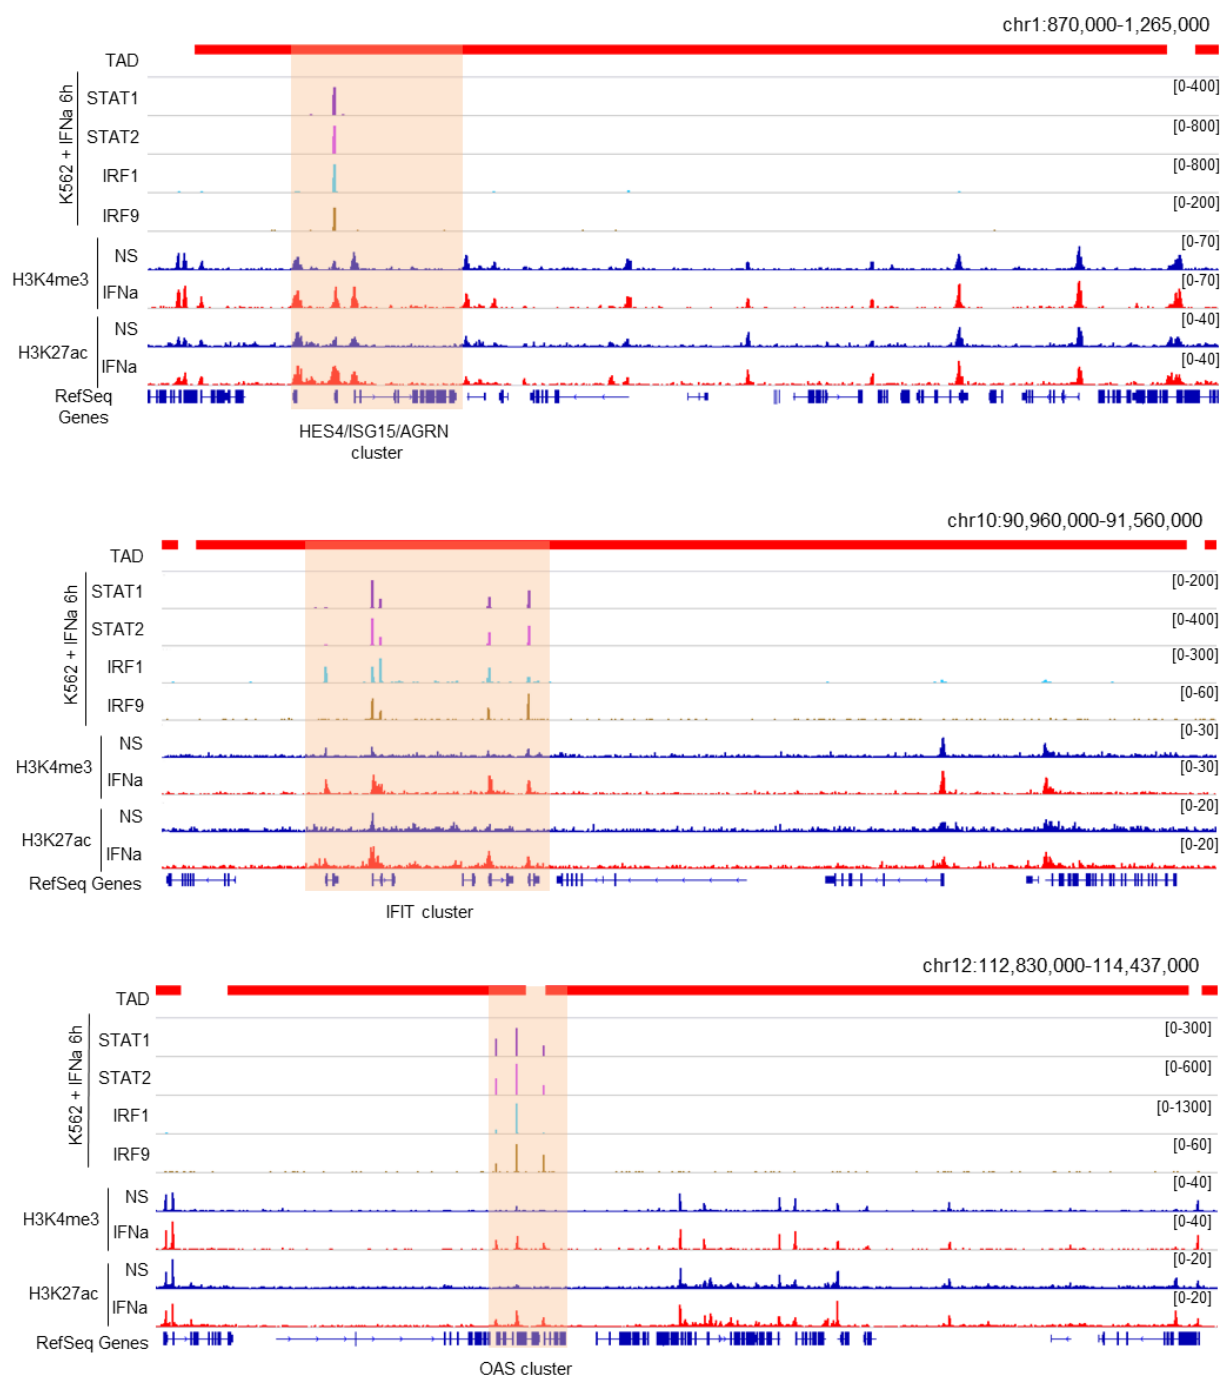 chr1:870,000-1,265,000
TAD
K562 + IFNa 6h
STAT1
[0-400]
STAT2
[0-800]
IRF1
[0-800]
IRF9
[0-200]
H3K4me3
NS
[0-70]
IFNa
[0-70]
H3K27ac
NS
[0-40]
IFNa
[0-40]
RefSeq
Genes
HES4/ISG15/AGRN
cluster
chr10:90,960,000-91,560,000
TAD
K562 + IFNa 6h
STAT1
[0-200]
STAT2
[0-400]
IRF1
[0-300]
IRF9
[0-60]
H3K4me3
NS
[0-30]
IFNa
[0-30]
H3K27ac
NS
[0-20]
IFNa
[0-20]
RefSeq Genes
IFIT cluster
chr12:112,830,000-114,437,000
TAD
K562 + IFNa 6h
STAT1
[0-300]
STAT2
[0-600]
IRF1
[0-1300]
IRF9
[0-60]
H3K4me3
NS
[0-40]
IFNa
[0-40]
H3K27ac
NS
[0-20]
IFNa
[0-20]
RefSeq Genes
OAS cluster